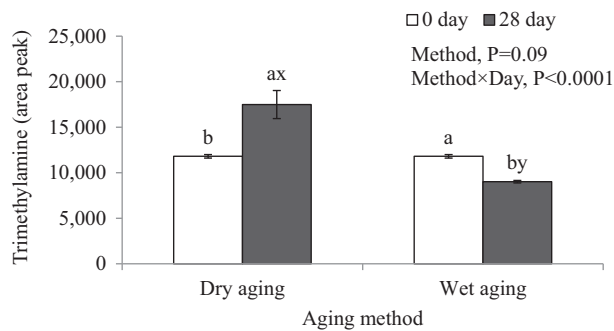 0 day 28 day
Method, P=0.09
Method×Day, P<0.0001
Trimethylamine (area peak)
25,000
20,000
15,000
10,000
5,000
0
b
ax
a
by
Dry aging
Wet aging
Aging method